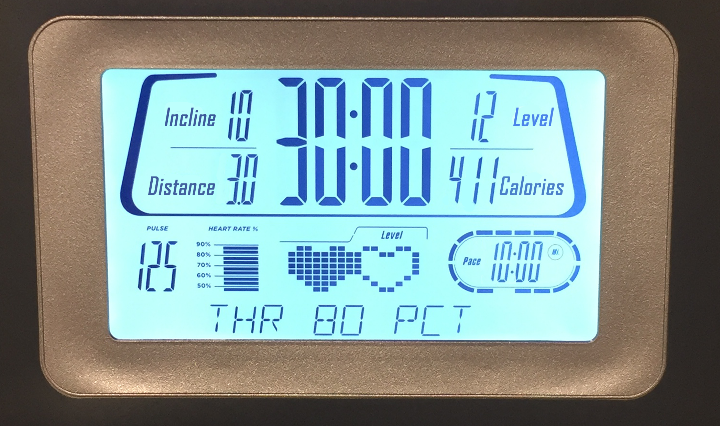 Incline 10 30:00 12 Level
Distance 3.0 411 Calories
PULSE HEART RATE % Level
125 90% Pace 10:00 Mi
80%
70%
60%
50%
THR 80 PCT